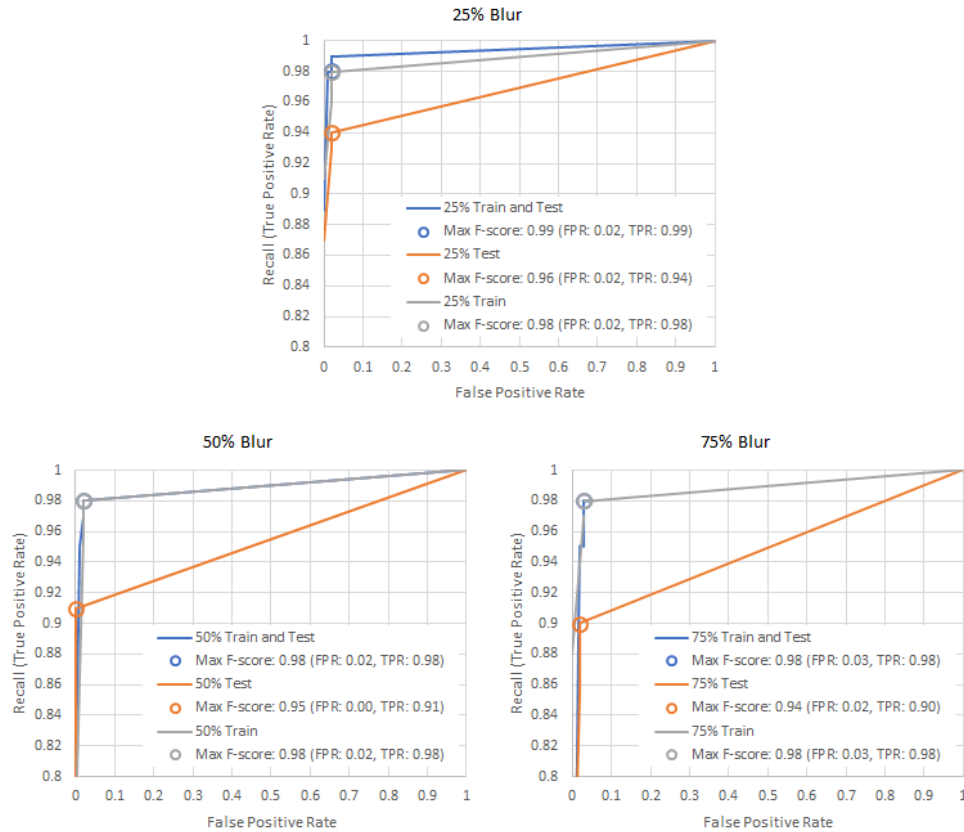 25% Blur
1
0.98
0.96
0.94
0.92
0.9
0.88
0.86
0.84
0.82
0.8
Recall (True Positive Rate)
25% Train and Test
Max F-score: 0.99 (FPR: 0.02, TPR: 0.99)
25% Test
Max F-score: 0.96 (FPR: 0.02, TPR: 0.94)
25% Train
Max F-score: 0.98 (FPR: 0.02, TPR: 0.98)
0 0.1 0.2 0.3 0.4 0.5 0.6 0.7 0.8 0.9 1
False Positive Rate
50% Blur
1
0.98
0.96
0.94
0.92
0.9
0.88
0.86
0.84
0.82
0.8
Recall (True Positive Rate)
50% Train and Test
Max F-score: 0.98 (FPR: 0.02, TPR: 0.98)
50% Test
Max F-score: 0.95 (FPR: 0.00, TPR: 0.91)
50% Train
Max F-score: 0.98 (FPR: 0.02, TPR: 0.98)
0 0.1 0.2 0.3 0.4 0.5 0.6 0.7 0.8 0.9 1
False Positive Rate
75% Blur
1
0.98
0.96
0.94
0.92
0.9
0.88
0.86
0.84
0.82
0.8
Recall (True Positive Rate)
75% Train and Test
Max F-score: 0.98 (FPR: 0.03, TPR: 0.98)
75% Test
Max F-score: 0.94 (FPR: 0.02, TPR: 0.90)
75% Train
Max F-score: 0.98 (FPR: 0.03, TPR: 0.98)
0 0.1 0.2 0.3 0.4 0.5 0.6 0.7 0.8 0.9 1
False Positive Rate